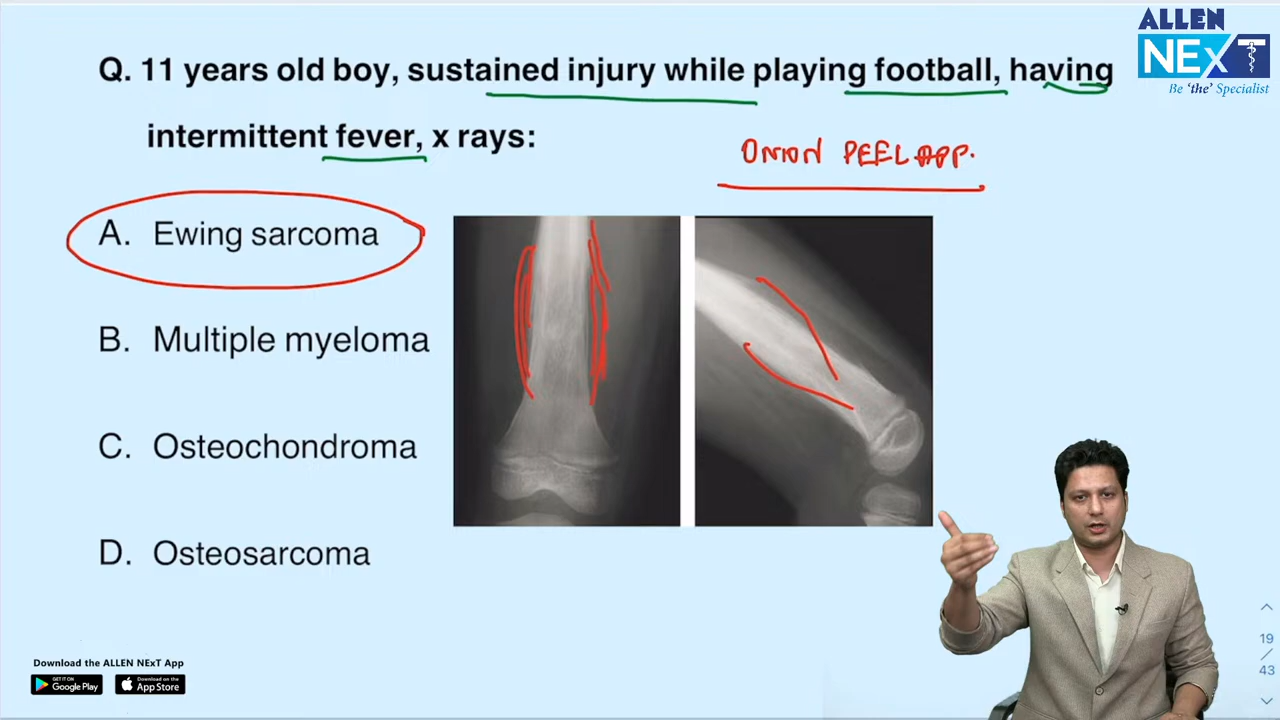 ALLEN
NExT
Be 'the' Specialist
Q. 11 years old boy, sustained injury while playing football, having
intermittent fever, x rays:
ONION PEEL APP.
A. Ewing sarcoma
B. Multiple myeloma
C. Osteochondroma
D. Osteosarcoma
19
/
43
Download the ALLEN NExT App
GET IT ON
Google Play
Download on the
App Store